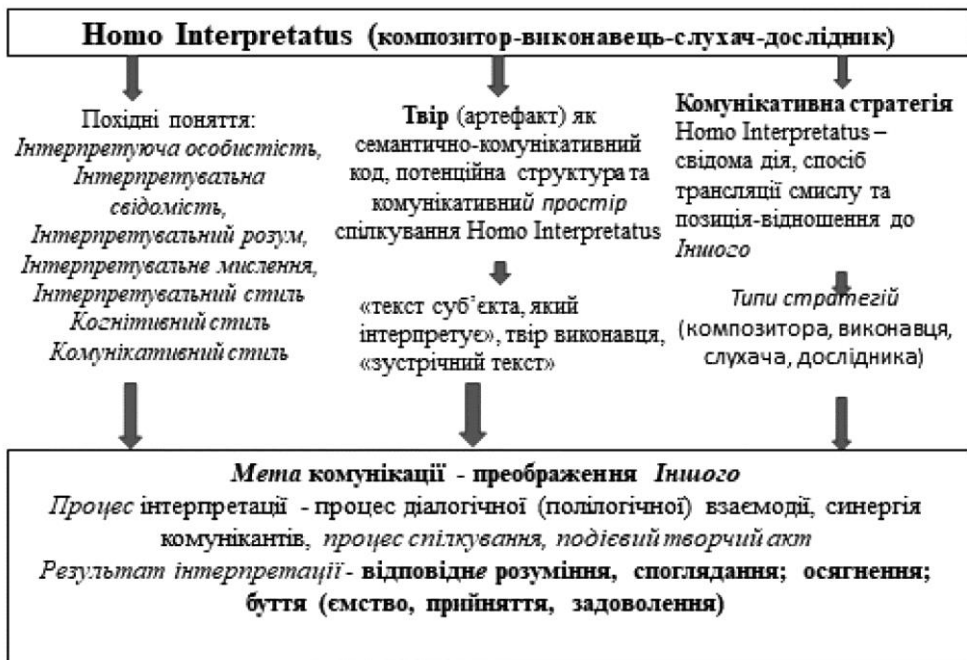 Homo Interpretatus (композитор-виконавець-слухач-дослідник)
Похідні поняття:
Інтерпретуюча особистість,
Інтерпретувальна
свідомість,
Інтерпретувальний розум,
Інтерпретувальне мислення,
Інтерпретувальний стиль
Когнітивний стиль
Комунікативний стиль
Твір (артефакт) як
семантично-комунікативний
код, потенційна структура та
комунікативний простір
спілкування Homo Interpretatus
«текст суб’єкта, який
інтерпретує», твір виконавця,
«зустрічний текст»
Комунікативна стратегія
Homo Interpretatus –
свідома дія, спосіб
трансляції смислу та
позиція-відношення до
Іншого
Типи стратегій
(композитора, виконавця,
слухача, дослідника)
Мета комунікації - преображення Іншого
Процес інтерпретації - процес діалогічної (полілогічної) взаємодії, синергія
комунікантів, процес спілкування, подієвий творчий акт
Результат інтерпретації - відповідне розуміння, споглядання; осягнення;
буття (ємство, прийняття, задоволення)